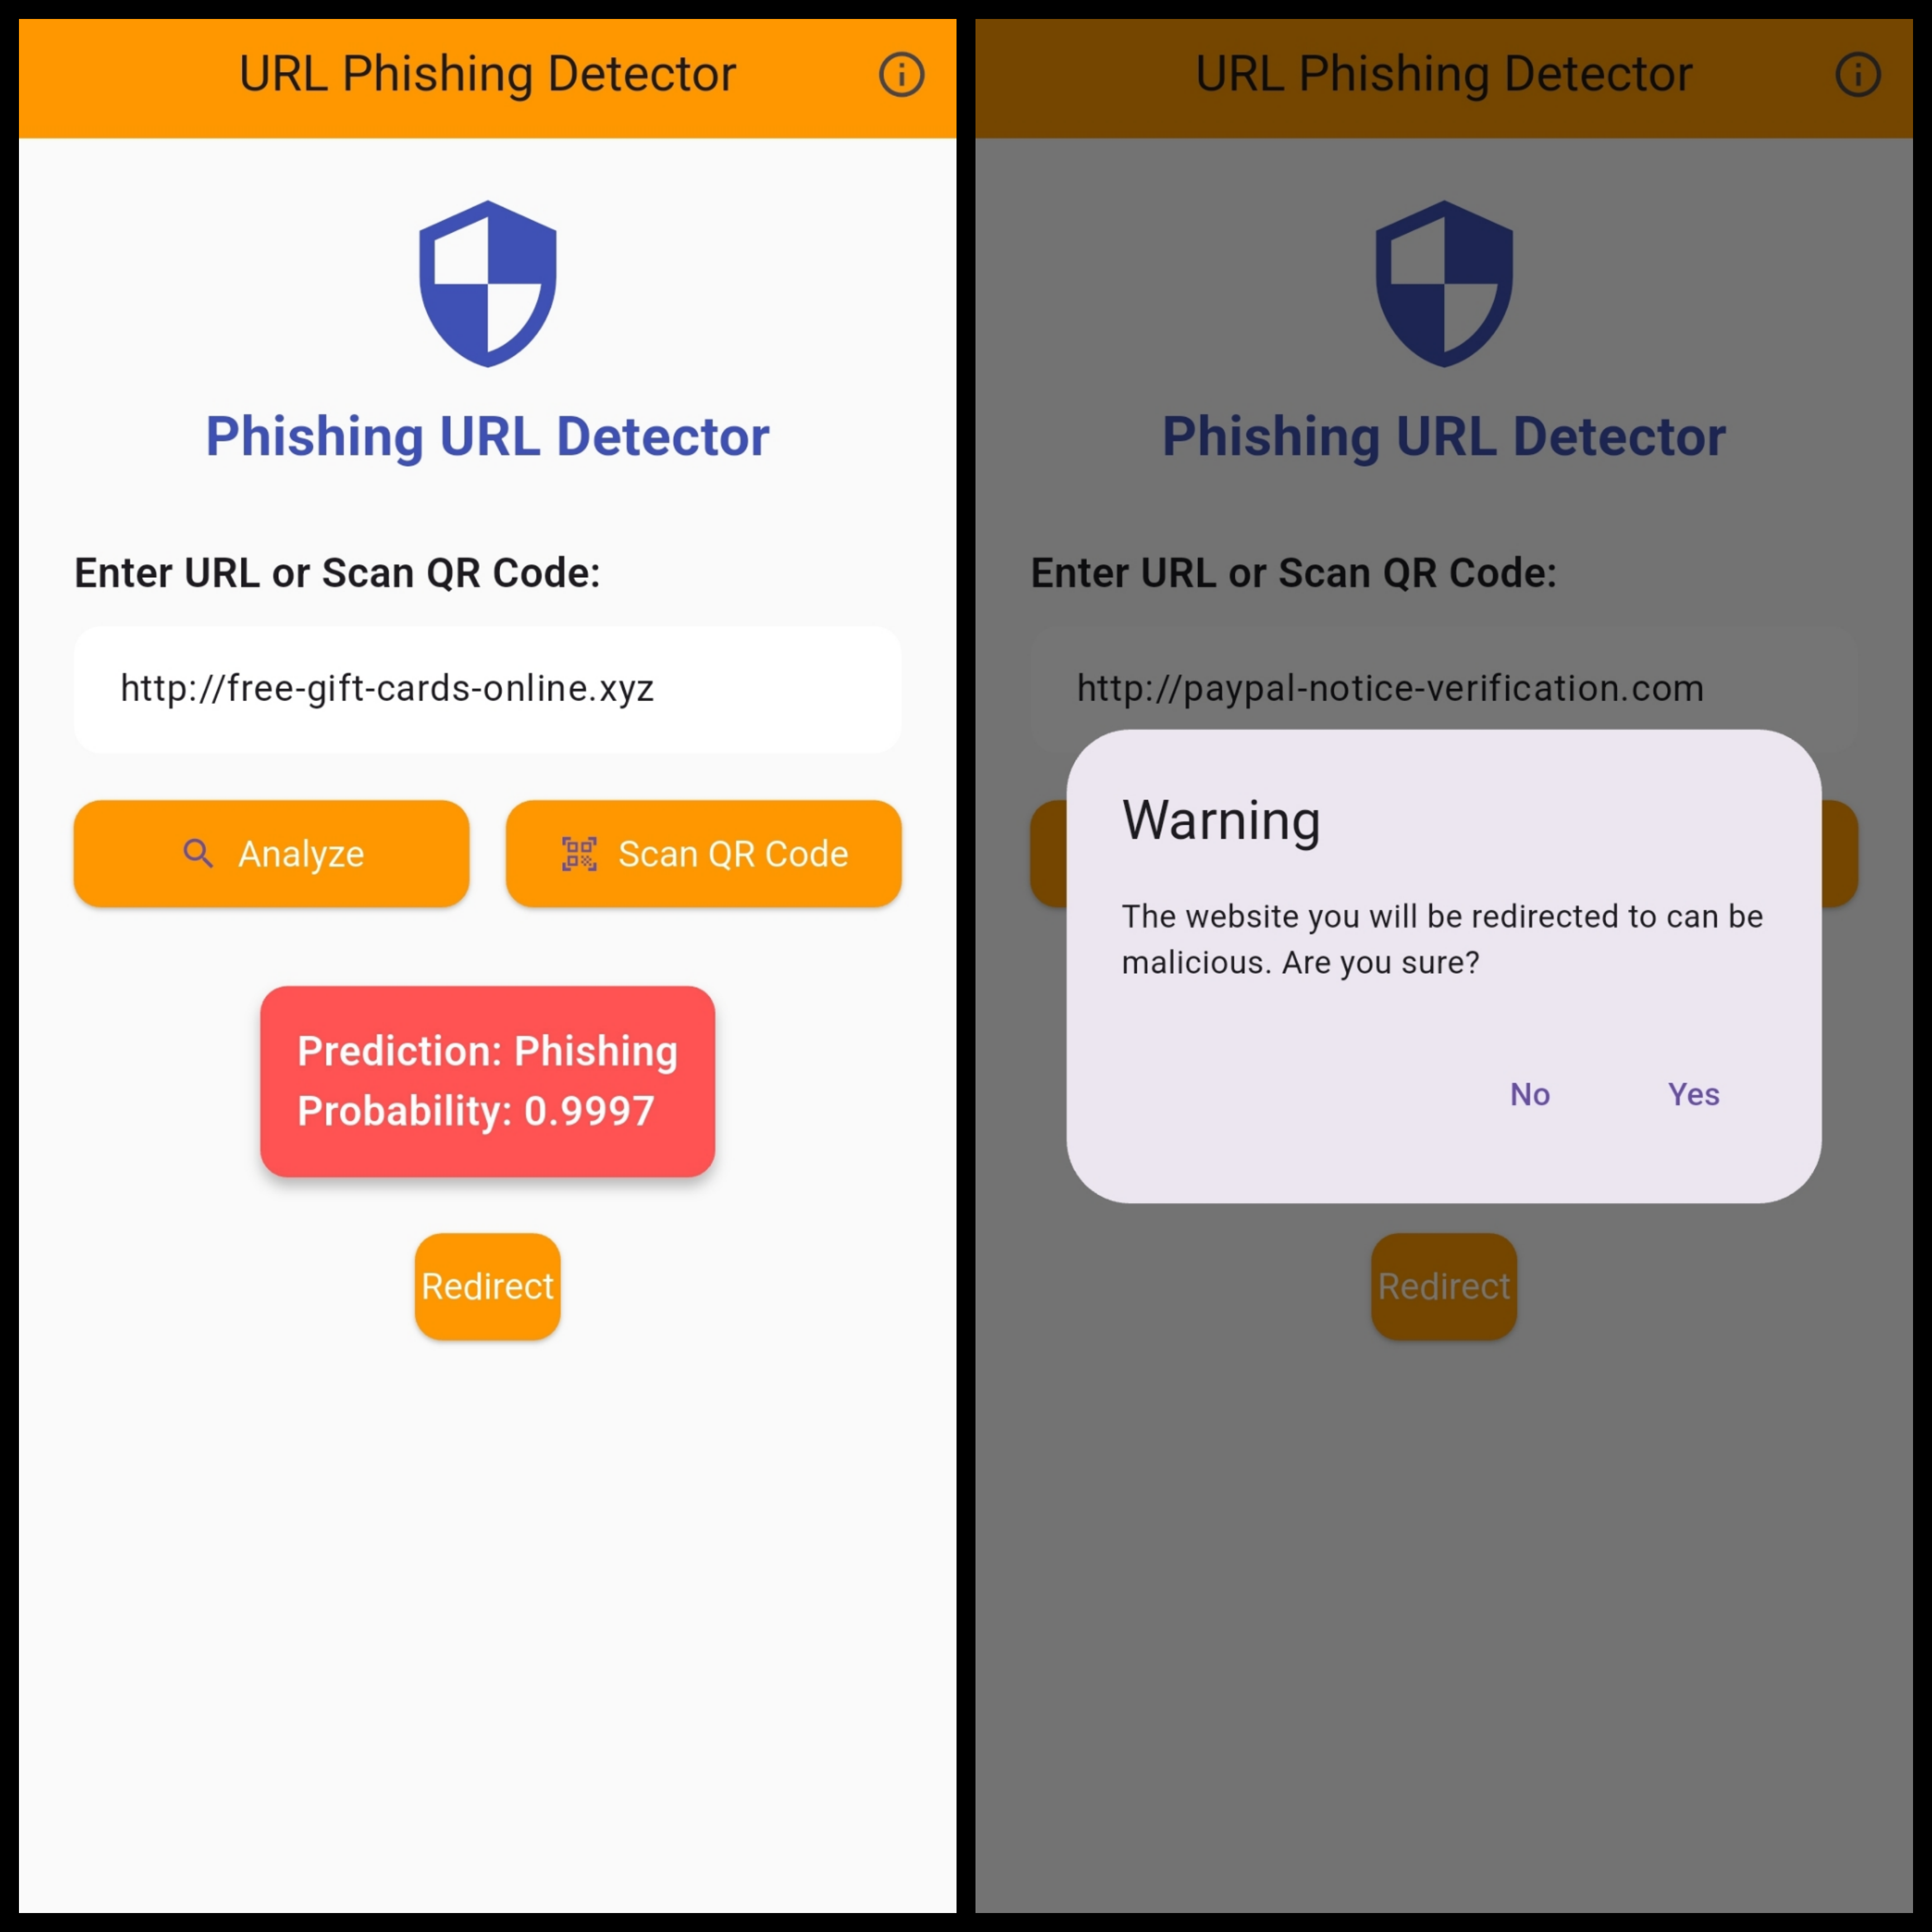 URL Phishing Detector
Phishing URL Detector
Enter URL or Scan QR Code:
http://free-gift-cards-online.xyz
Analyze
Scan QR Code
Prediction: Phishing
Probability: 0.9997
Redirect
URL Phishing Detector
Phishing URL Detector
Enter URL or Scan QR Code:
http://paypal-notice-verification.com
Warning
The website you will be redirected to can be
malicious. Are you sure?
No
Yes
Redirect